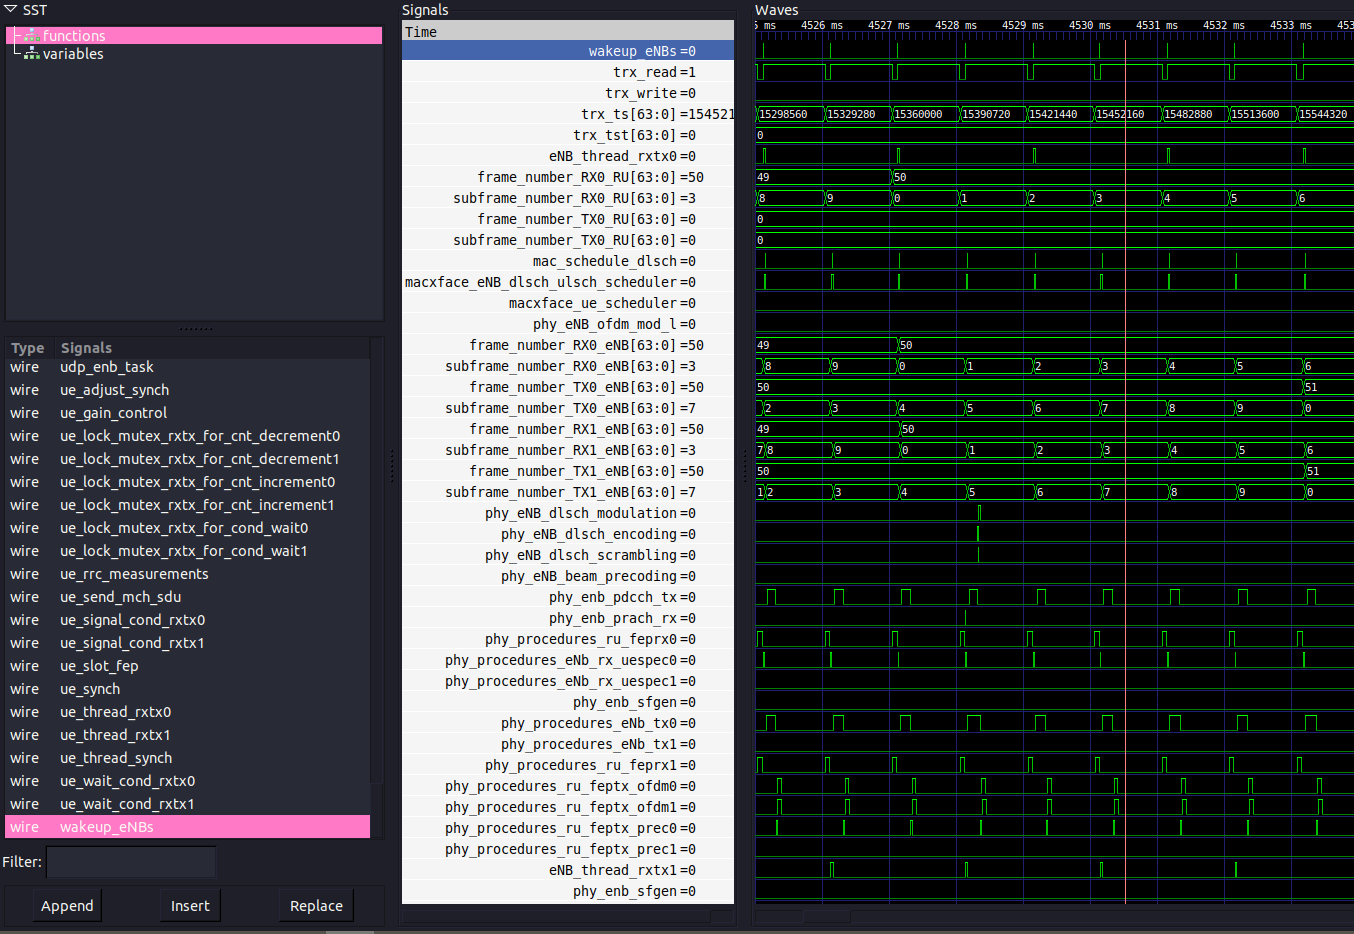 SST
functions
variables
Type Signals
wire udp_enb_task
wire ue_adjust_synch
wire ue_gain_control
wire ue_lock_mutex_rxtx_for_cnt_decrement0
wire ue_lock_mutex_rxtx_for_cnt_decrement1
wire ue_lock_mutex_rxtx_for_cnt_increment0
wire ue_lock_mutex_rxtx_for_cnt_increment1
wire ue_lock_mutex_rxtx_for_cond_wait0
wire ue_lock_mutex_rxtx_for_cond_wait1
wire ue_rrc_measurements
wire ue_send_mch_sdu
wire ue_signal_cond_rxtx0
wire ue_signal_cond_rxtx1
wire ue_slot_fep
wire ue_synch
wire ue_thread_rxtx0
wire ue_thread_rxtx1
wire ue_thread_synch
wire ue_wait_cond_rxtx0
wire ue_wait_cond_rxtx1
wire wakeup_eNBs
Filter:
Append Insert Replace
Signals
Time
wakeup_eNBs=0
trx_read=1
trx_write=0
trx_ts[63:0]=154521
trx_tst[63:0]=0
eNB_thread_rxtx0=0
frame_number_RX0_RU[63:0]=50
subframe_number_RX0_RU[63:0]=3
frame_number_TX0_RU[63:0]=0
subframe_number_TX0_RU[63:0]=0
mac_schedule_dlsch=0
macxface_eNB_dlsch_ulsch_scheduler=0
macxface_ue_scheduler=0
phy_eNB_ofdm_mod_l=0
frame_number_RX0_eNB[63:0]=50
subframe_number_RX0_eNB[63:0]=3
frame_number_TX0_eNB[63:0]=50
subframe_number_TX0_eNB[63:0]=7
frame_number_RX1_eNB[63:0]=50
subframe_number_RX1_eNB[63:0]=3
frame_number_TX1_eNB[63:0]=50
subframe_number_TX1_eNB[63:0]=7
phy_eNB_dlsch_modulation=0
phy_eNB_dlsch_encoding=0
phy_eNB_dlsch_scrambling=0
phy_eNB_beam_precoding=0
phy_enb_pdcch_tx=0
phy_enb_prach_rx=0
phy_procedures_ru_feprx0=0
phy_procedures_eNb_rx_uespec0=0
phy_procedures_eNb_rx_uespec1=0
phy_enb_sfgen=0
phy_procedures_eNb_tx0=0
phy_procedures_eNb_tx1=0
phy_procedures_ru_feprx1=0
phy_procedures_ru_feptx_ofdm0=0
phy_procedures_ru_feptx_ofdm1=0
phy_procedures_ru_feptx_prec0=0
phy_procedures_ru_feptx_prec1=0
eNB_thread_rxtx1=0
phy_enb_sfgen=0
Waves
5 ms 4526 ms 4527 ms 4528 ms 4529 ms 4530 ms 4531 ms 4532 ms 4533 ms
15298560 15329280 15360000 15390720 15421440 15452160 15482880 15513600 15544320
0
49 50
8 9 0 1 2 3 4 5 6
0
0
49 50
8 9 0 1 2 3 4 5 6
50 51
2 3 4 5 6 7 8 9 0
49 50
7 8 9 0 1 2 3 4 5 6
50 51
1 2 3 4 5 6 7 8 9 0